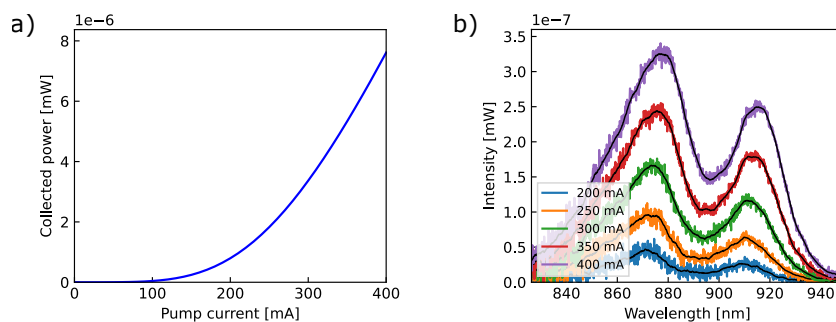 a)
1e−6
8
6
4
2
0
Collected power [mW]
0 100 200 300 400
Pump current [mA]
b)
1e−7
3.5
3.0
2.5
2.0
1.5
1.0
0.5
0.0
Intensity [mW]
200 mA
250 mA
300 mA
350 mA
400 mA
840 860 880 900 920 940
Wavelength [nm]